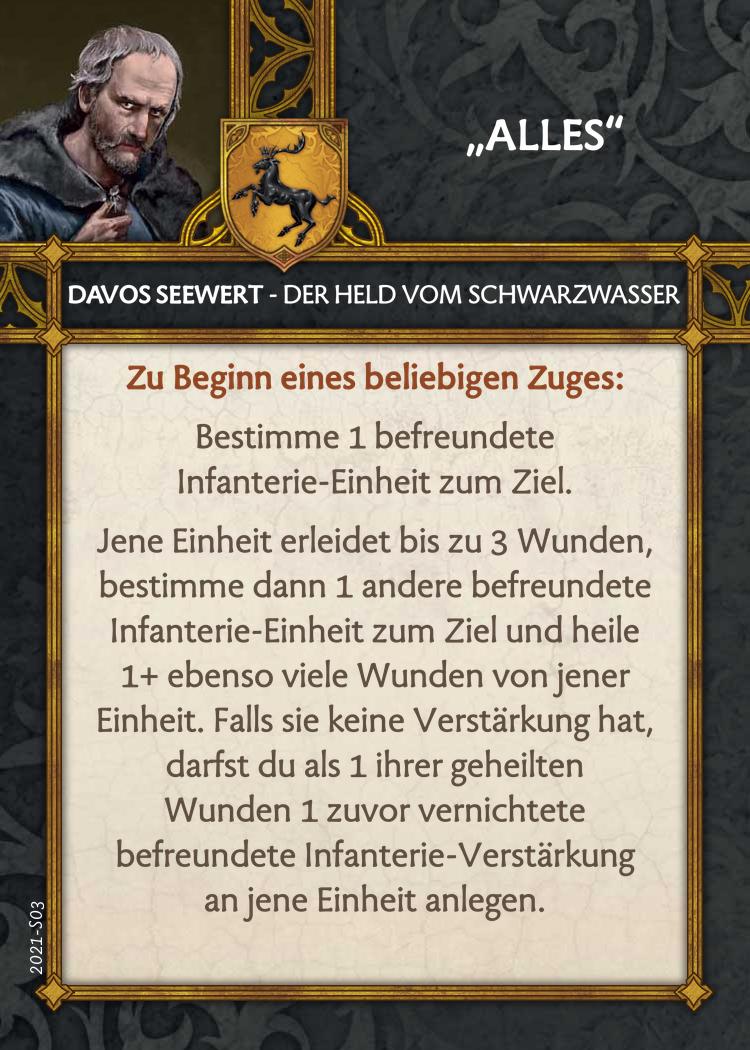 „ALLES“
DAVOS SEEWERT - DER HELD VOM SCHWARZWASSER
Zu Beginn eines beliebigen Zuges:
Bestimme 1 befreundete
Infanterie-Einheit zum Ziel.
Jene Einheit erleidet bis zu 3 Wunden,
bestimme dann 1 andere befreundete
Infanterie-Einheit zum Ziel und heile
1+ ebenso viele Wunden von jener
Einheit. Falls sie keine Verstärkung hat,
darfst du als 1 ihrer geheilten
Wunden 1 zuvor vernichtete
befreundete Infanterie-Verstärkung
an jene Einheit anlegen.
2021-S03